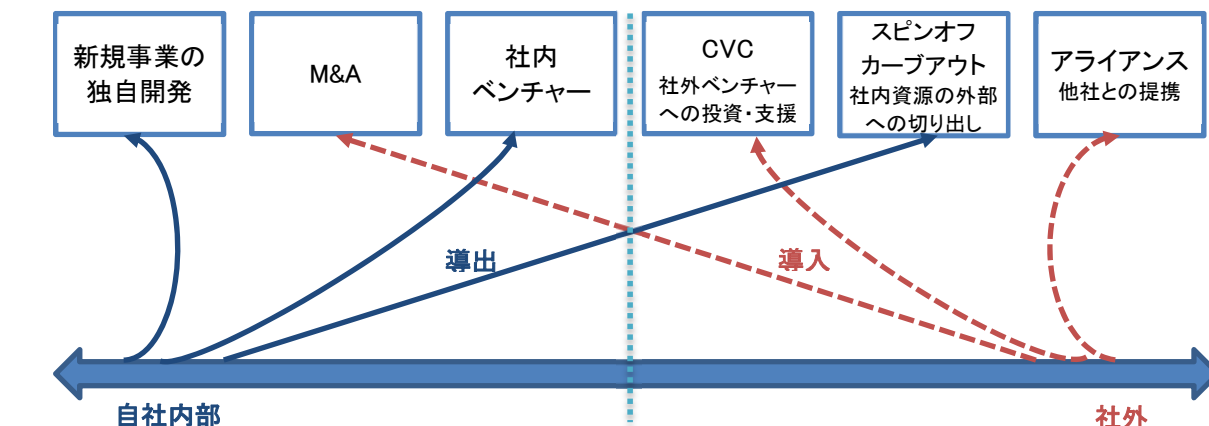 新規事業の
独自開発
M&A
社内
ベンチャー
CVC
社外ベンチャー
への投資・支援
スピンオフ
カーブアウト
社内資源の外部
への切り出し
アライアンス
他社との提携
導出
導入
自社内部
社外